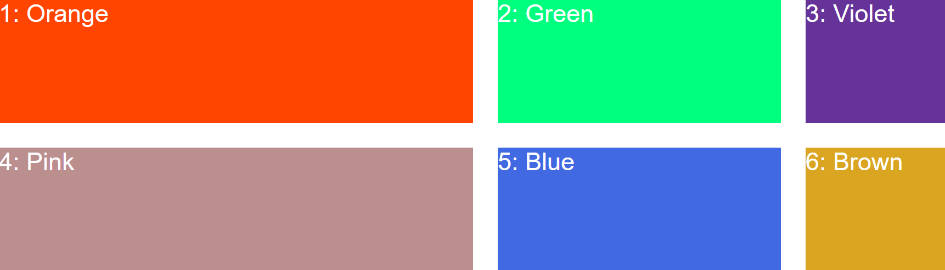 1: Orange
2: Green
3: Violet
4: Pink
5: Blue
6: Brown